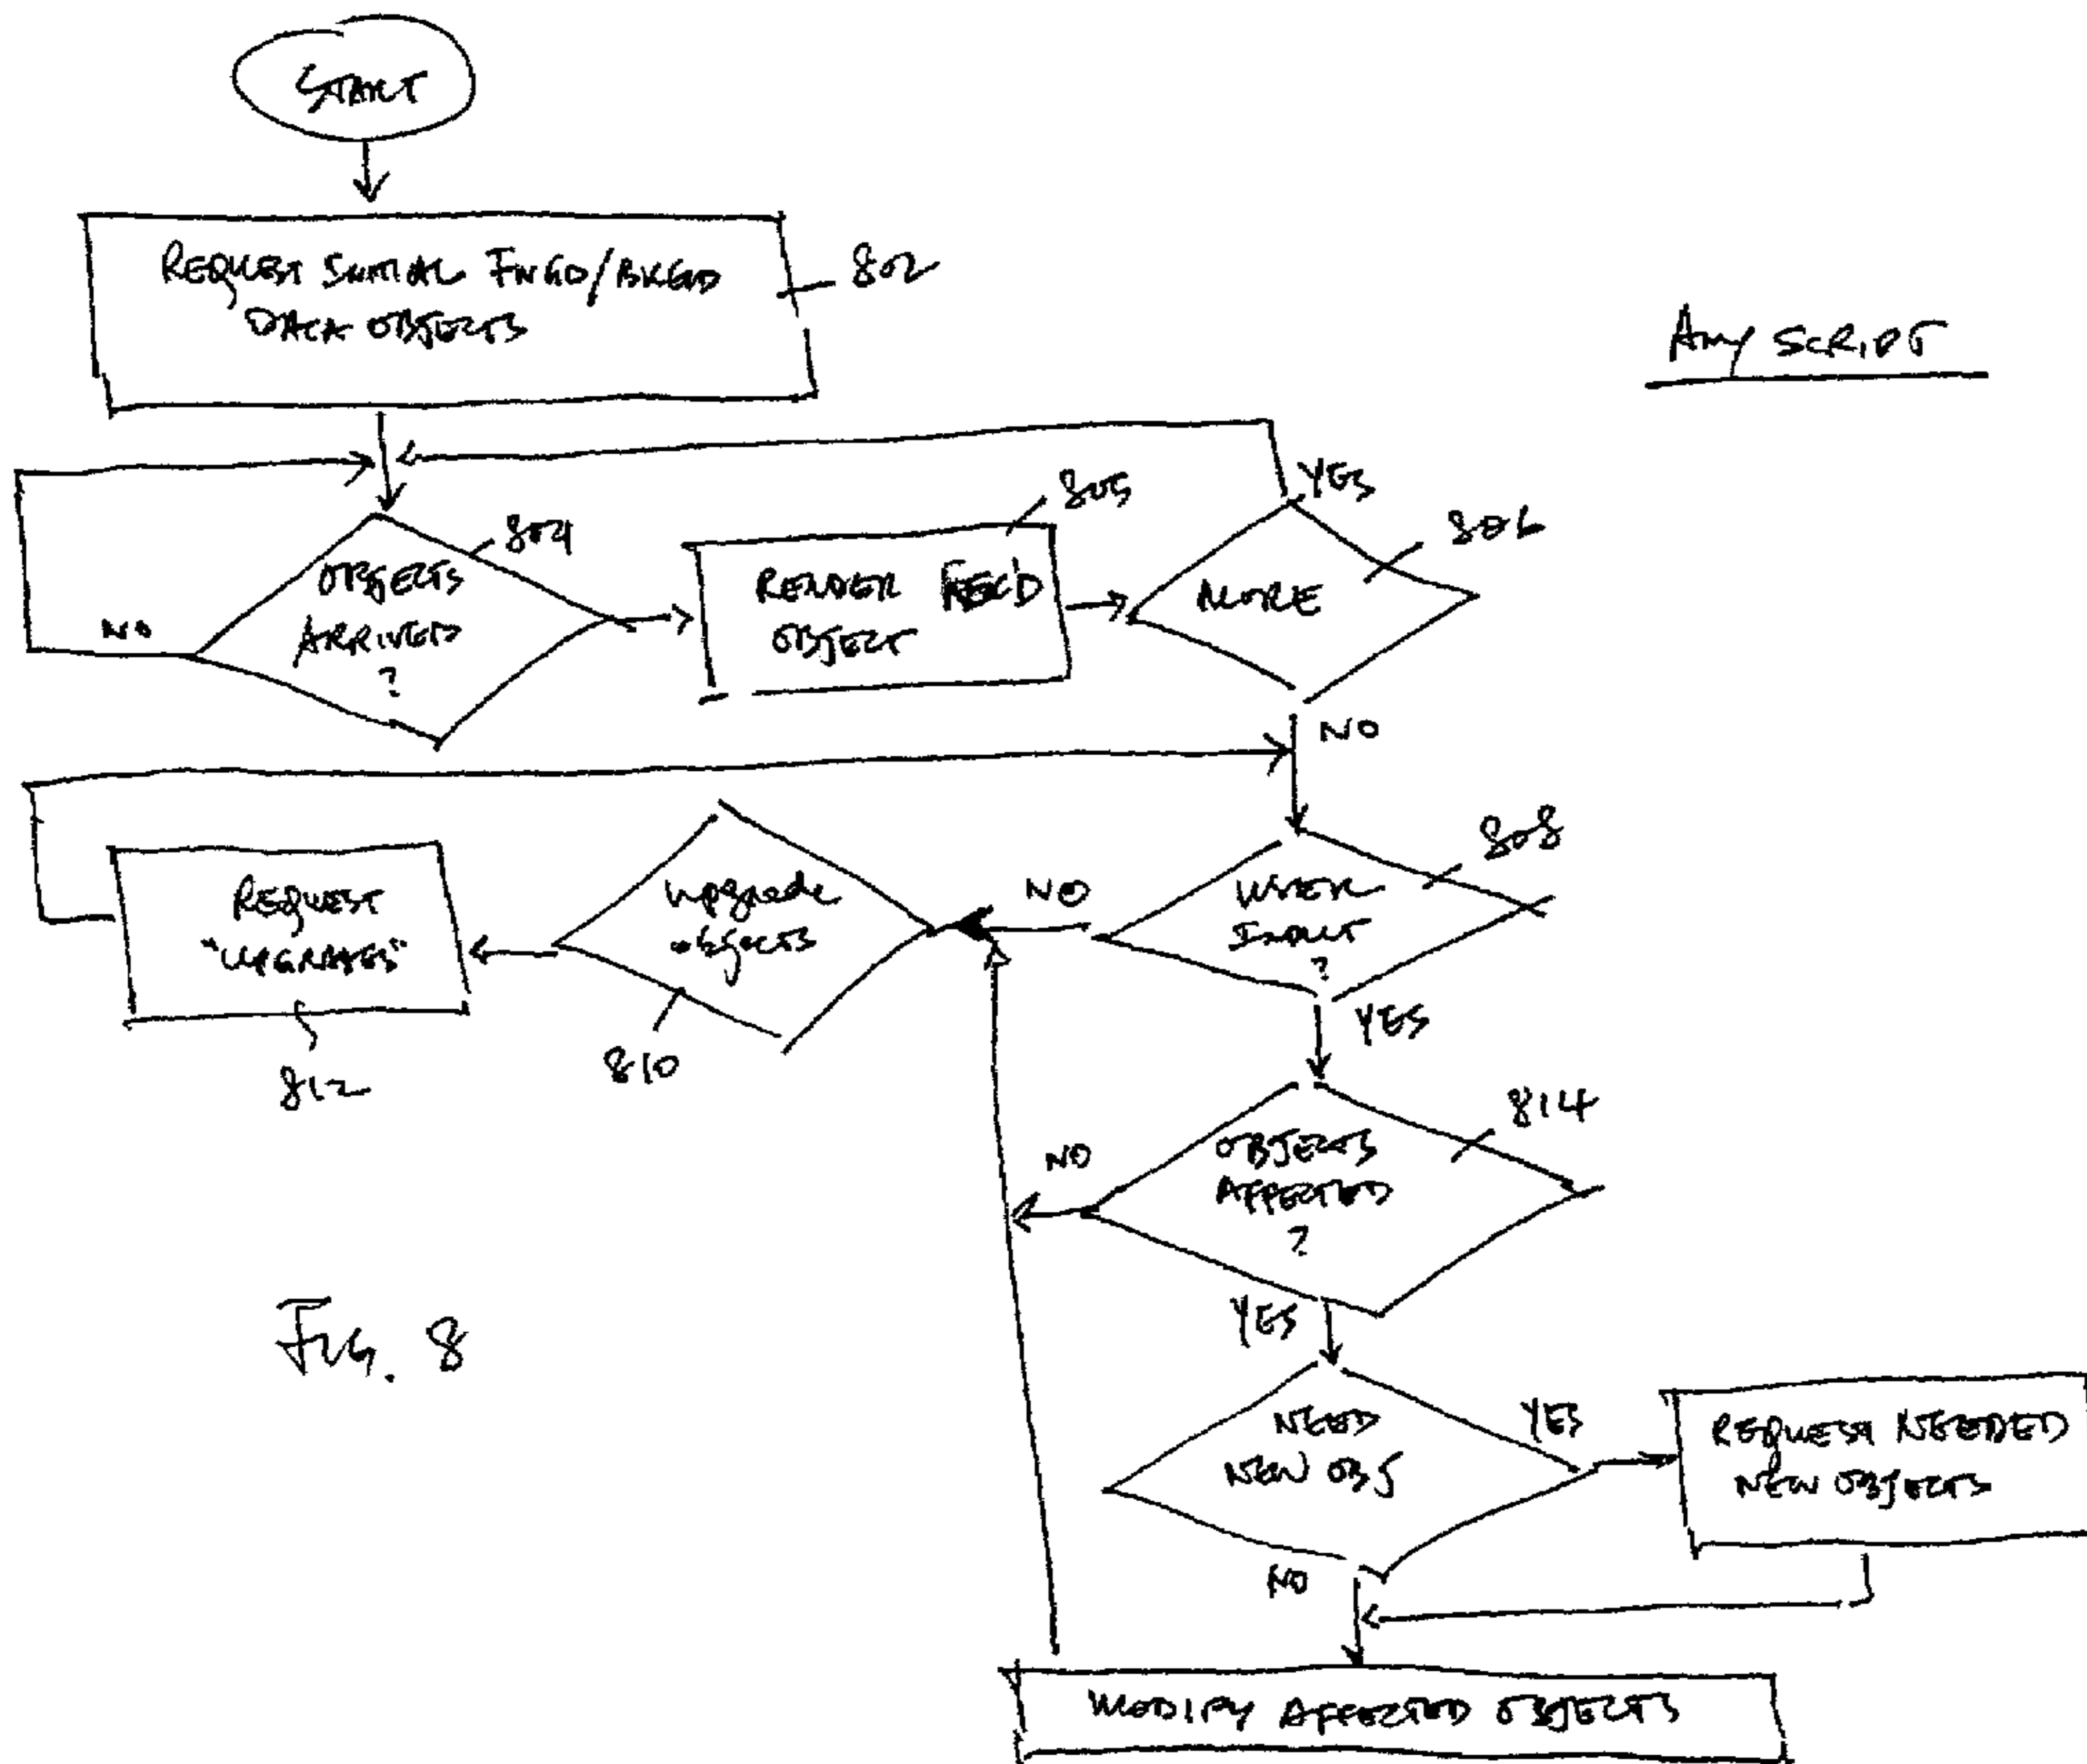 START
REQUEST INITIAL FRGD/BKGD
DATA OBJECTS
802
ANY SCRIPT
805
YES
806
804
OBJECTS
ARRIVED
?
NO
RENDER REC'D
OBJECT
MORE
NO
808
REQUEST
"UPGRADES"
upgrade
objects
NO
USER
INPUT
?
YES
810
812
814
NO
OBJECTS
AFFECTED
?
YES
FIG. 8
NEED
NEW OBJ
YES
REQUEST NEEDED
NEW OBJECTS
NO
MODIFY AFFECTED OBJECTS